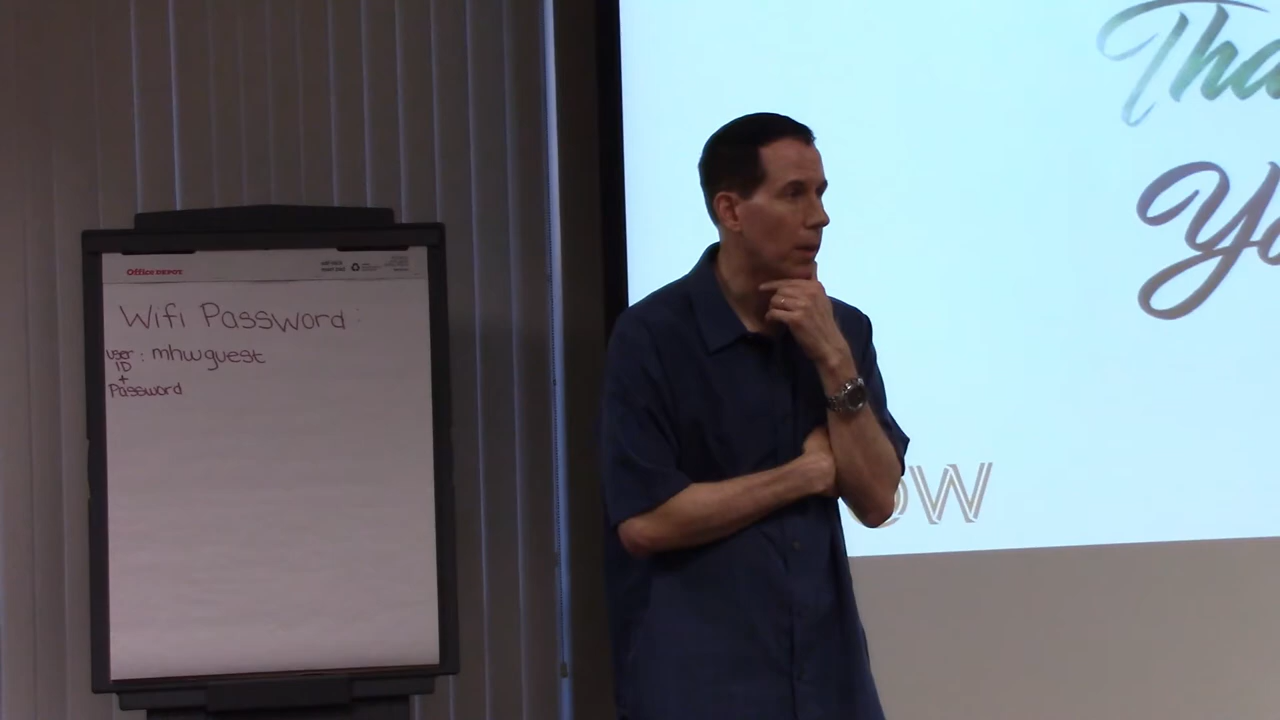 Office DEPOT
Wifi Password :
User ID + Password : mhwguest
Tha
Yo
OW